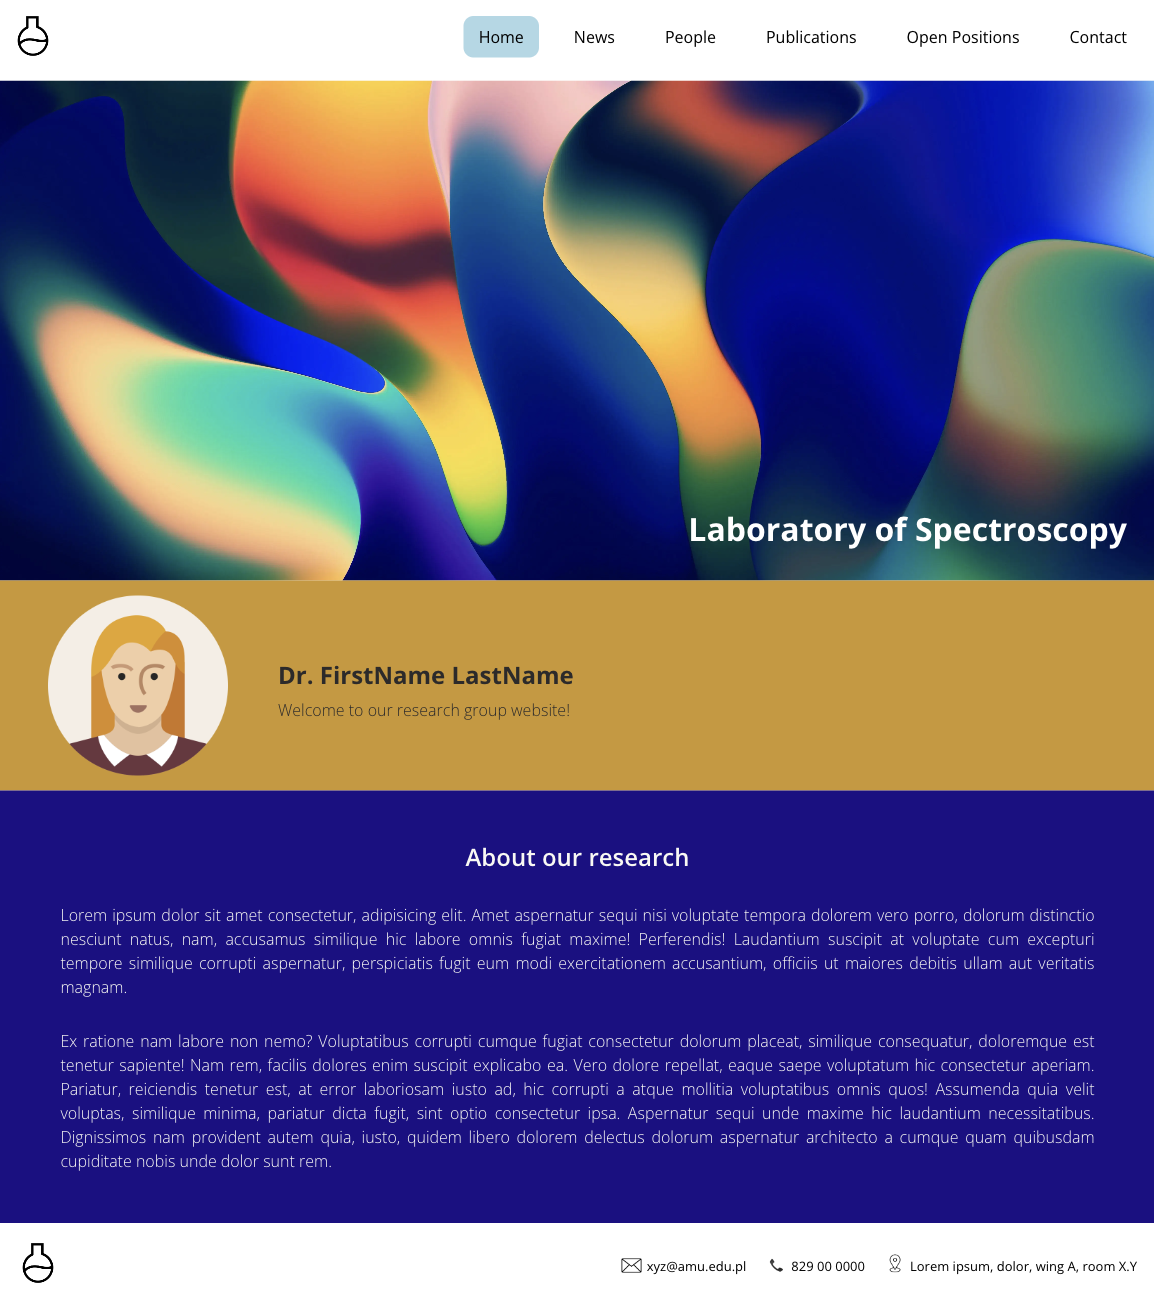 Home News People Publications Open Positions Contact
Laboratory of Spectroscopy
Dr. FirstName LastName
Welcome to our research group website!
About our research
Lorem ipsum dolor sit amet consectetur, adipisicing elit. Amet aspernatur sequi nisi voluptate tempora dolorem vero porro, dolorum distinctio
nesciunt natus, nam, accusamus similique hic labore omnis fugiat maxime! Perferendis! Laudantium suscipit at voluptate cum excepturi
tempore similique corrupti aspernatur, perspiciatis fugit eum modi exercitationem accusantium, officiis ut maiores debitis ullam aut veritatis
magnam.
Ex ratione nam labore non nemo? Voluptatibus corrupti cumque fugiat consectetur dolorum placeat, similique consequatur, doloremque est
tenetur sapiente! Nam rem, facilis dolores enim suscipit explicabo ea. Vero dolore repellat, eaque saepe voluptatum hic consectetur aperiam.
Pariatur, reiciendis tenetur est, at error laboriosam iusto ad, hic corrupti a atque mollitia voluptatibus omnis quos! Assumenda quia velit
voluptas, similique minima, pariatur dicta fugit, sint optio consectetur ipsa. Aspernatur sequi unde maxime hic laudantium necessitatibus.
Dignissimos nam provident autem quia, iusto, quidem libero dolorem delectus dolorum aspernatur architecto a cumque quam quibusdam
cupiditate nobis unde dolor sunt rem.
xyz@amu.edu.pl 829 00 0000 Lorem ipsum, dolor, wing A, room X.Y